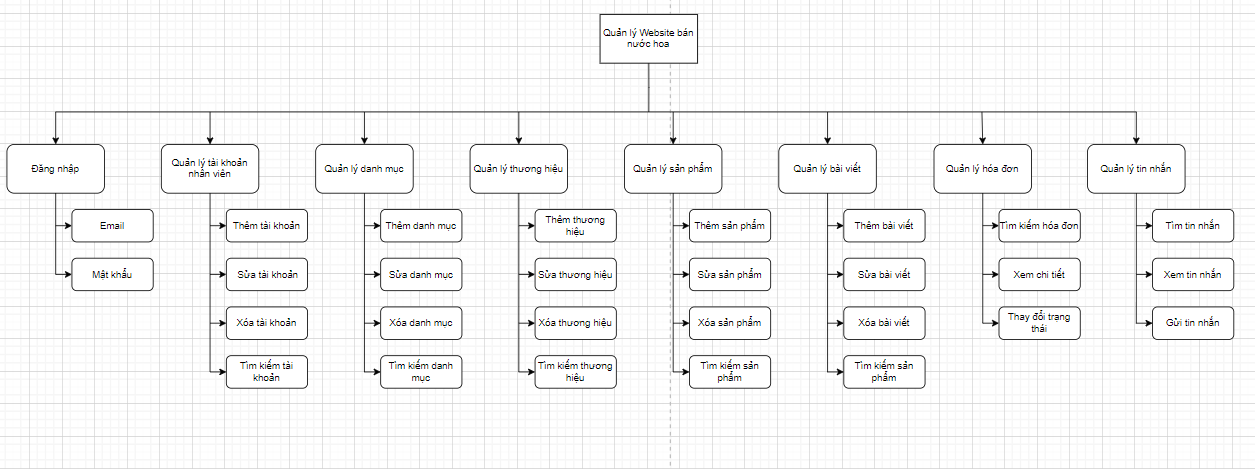 Quản lý Website bán
nước hoa
Đăng nhập
Quản lý tài khoản
nhân viên
Quản lý danh mục
Quản lý thương hiệu
Quản lý sản phẩm
Quản lý bài viết
Quản lý hóa đơn
Quản lý tin nhắn
Email
Thêm tài khoản
Thêm danh mục
Thêm thương
hiệu
Thêm sản phẩm
Thêm bài viết
Tìm kiếm hóa đơn
Tìm tin nhắn
Mật khẩu
Sửa tài khoản
Sửa danh mục
Sửa thương hiệu
Sửa sản phẩm
Sửa bài viết
Xem chi tiết
Xem tin nhắn
Xóa tài khoản
Xóa danh mục
Xóa thương hiệu
Xóa sản phẩm
Xóa bài viết
Thay đổi trạng
thái
Gửi tin nhắn
Tìm kiếm tài
khoản
Tìm kiếm danh
mục
Tìm kiếm thương
hiệu
Tìm kiếm sản
phẩm
Tìm kiếm sản
phẩm